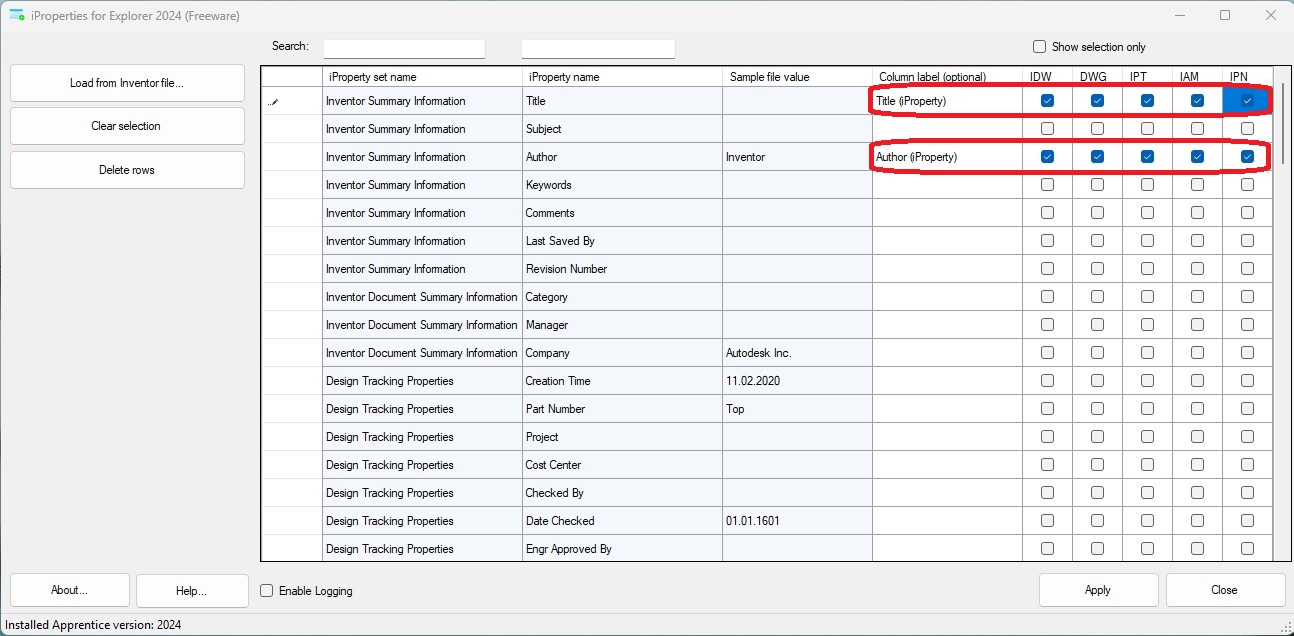 iProperties for Explorer 2024 (Freeware)
Search:
Show selection only
Load from Inventor file...
Clear selection
Delete rows
iProperty set name iProperty name Sample file value Column label (optional) IDW DWG IPT IAM IPN
Inventor Summary Information Title Title (iProperty)
Inventor Summary Information Subject
Inventor Summary Information Author Inventor Author (iProperty)
Inventor Summary Information Keywords
Inventor Summary Information Comments
Inventor Summary Information Last Saved By
Inventor Summary Information Revision Number
Inventor Document Summary Information Category
Inventor Document Summary Information Manager
Inventor Document Summary Information Company Autodesk Inc.
Design Tracking Properties Creation Time 11.02.2020
Design Tracking Properties Part Number Top
Design Tracking Properties Project
Design Tracking Properties Cost Center
Design Tracking Properties Checked By
Design Tracking Properties Date Checked 01.01.1601
Design Tracking Properties Engr Approved By
About... Help... Enable Logging Apply Close
Installed Apprentice version: 2024